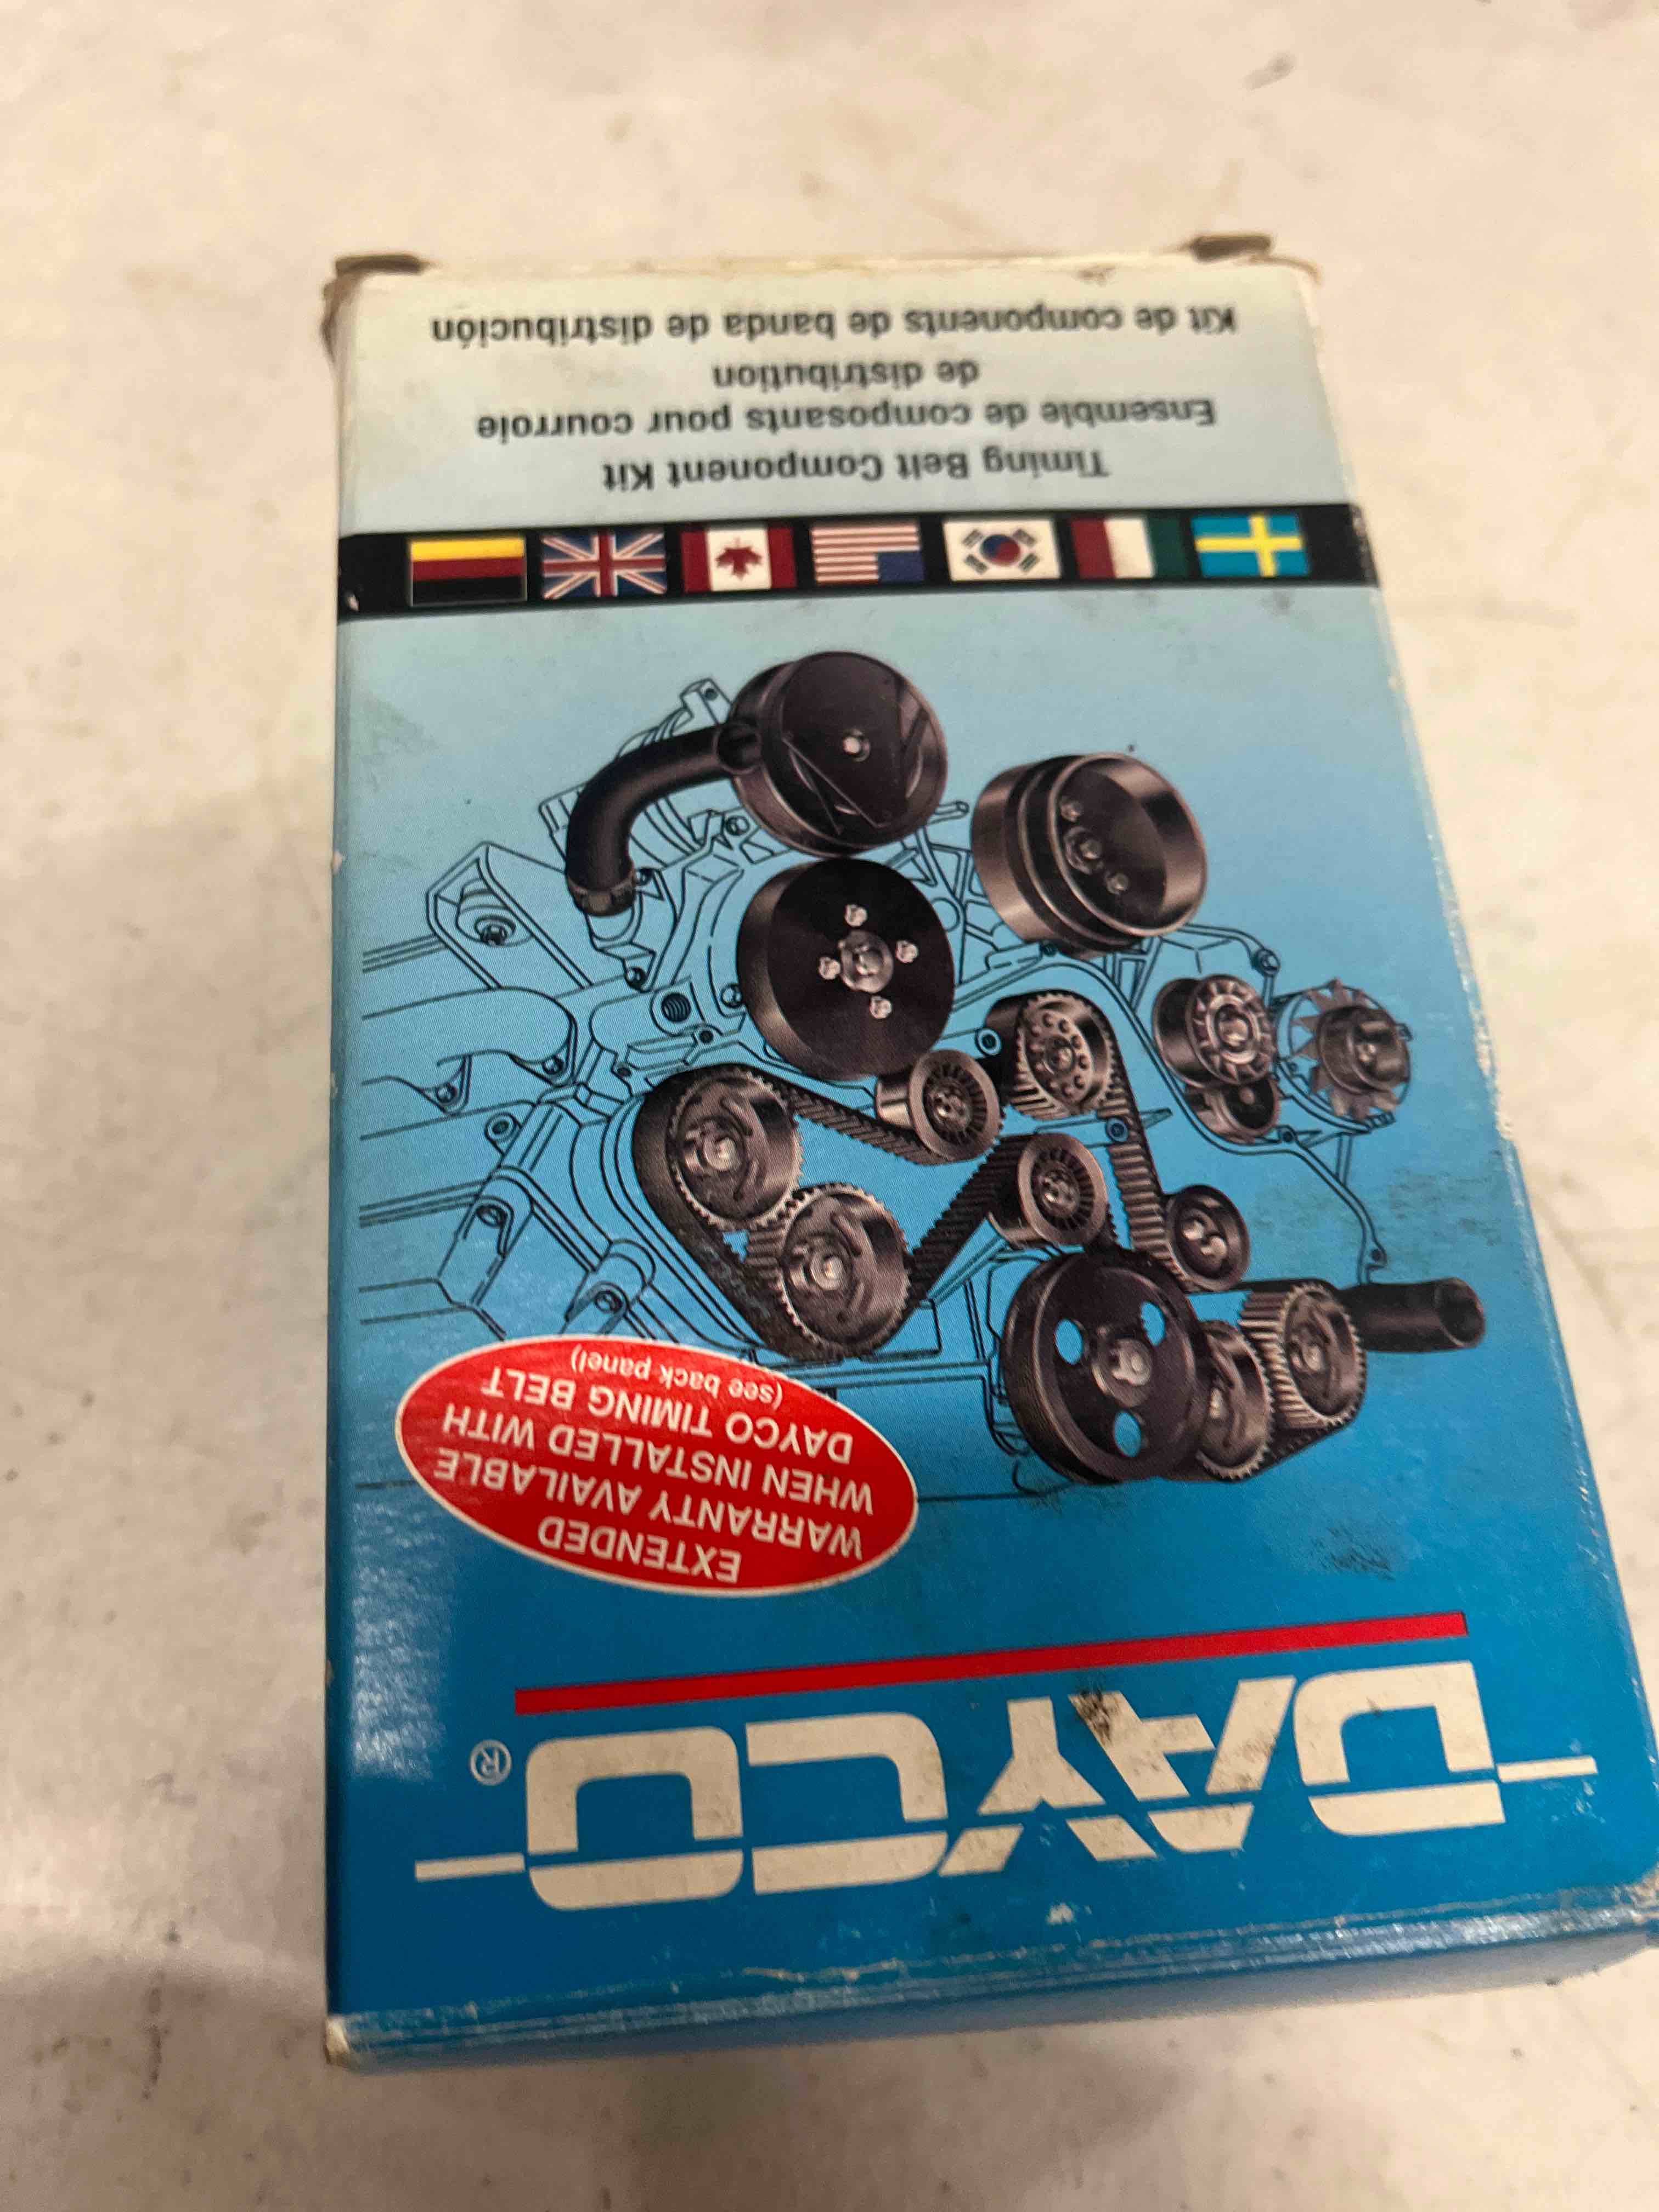 DAYCO®
EXTENDED
WARRANTY AVAILABLE
WHEN INSTALLED WITH
DAYCO TIMING BELT
(see back panel)
Timing Belt Component Kit
Ensemble de composants pour courroie
de distribution
Kit de components de banda de distribución